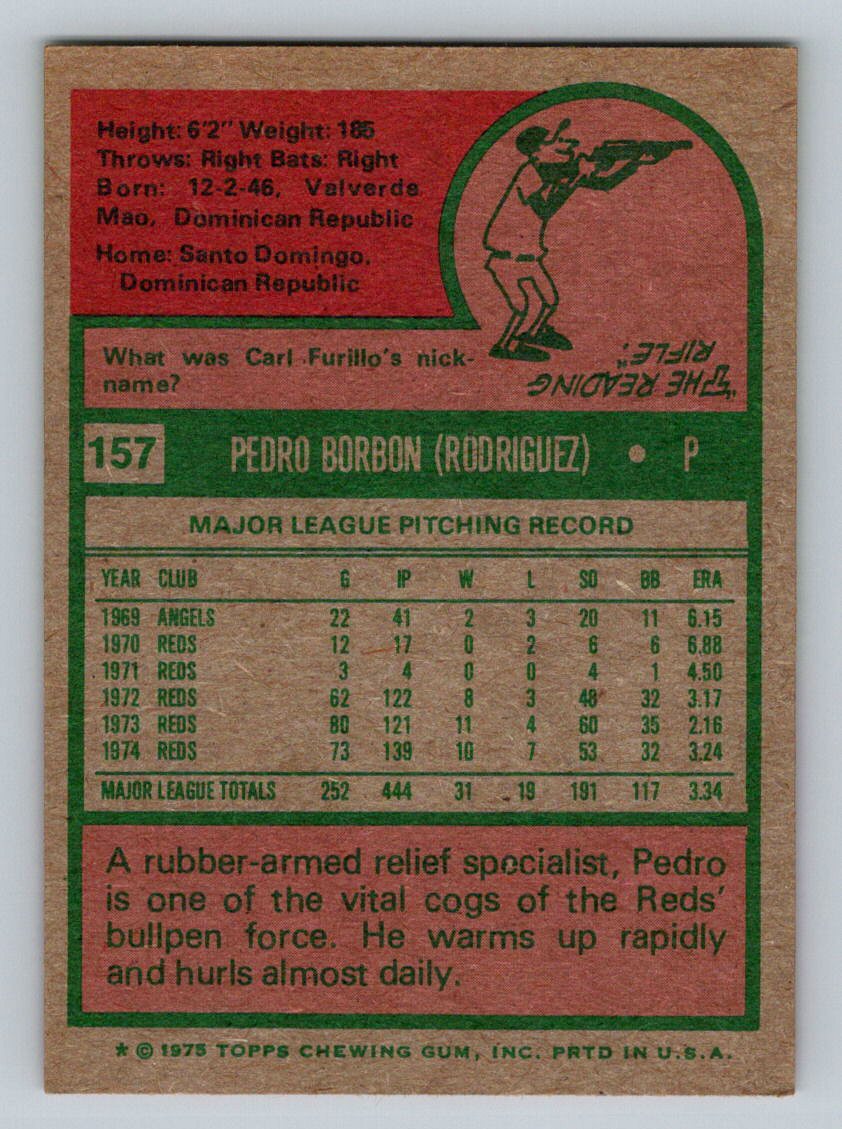 Height: 6'2" Weight: 185
Throws: Right Bats: Right
Born: 12-2-46, Valverde
Mao, Dominican Republic
Home: Santo Domingo,
Dominican Republic
What was Carl Furillo's nick-
name?
"THE READING
RIFLE."
157 PEDRO BORBON (RODRIGUEZ) • P
MAJOR LEAGUE PITCHING RECORD
YEAR CLUB G IP W L SO BB ERA
1969 ANGELS 22 41 2 3 20 11 6.15
1970 REDS 12 17 0 2 6 6 6.88
1971 REDS 3 4 0 0 4 1 4.50
1972 REDS 62 122 8 3 48 32 3.17
1973 REDS 80 121 11 4 60 35 2.16
1974 REDS 73 139 10 7 53 32 3.24
MAJOR LEAGUE TOTALS 252 444 31 19 191 117 3.34
A rubber-armed relief specialist, Pedro
is one of the vital cogs of the Reds'
bullpen force. He warms up rapidly
and hurls almost daily.
* © 1975 TOPPS CHEWING GUM, INC. PRTD IN U.S.A.